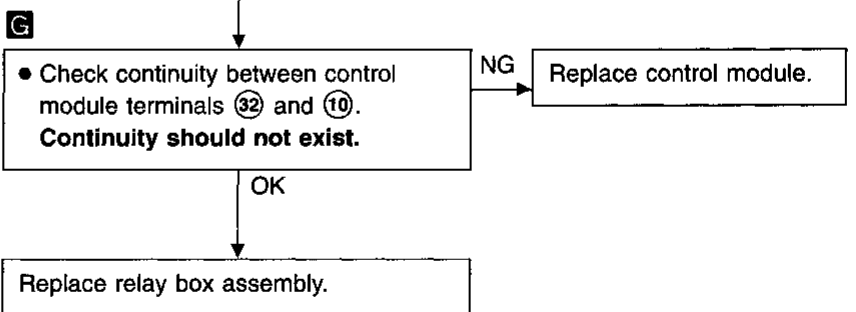 G
● Check continuity between control
module terminals ㉜ and ⑩.
Continuity should not exist.
NG
Replace control module.
OK
Replace relay box assembly.